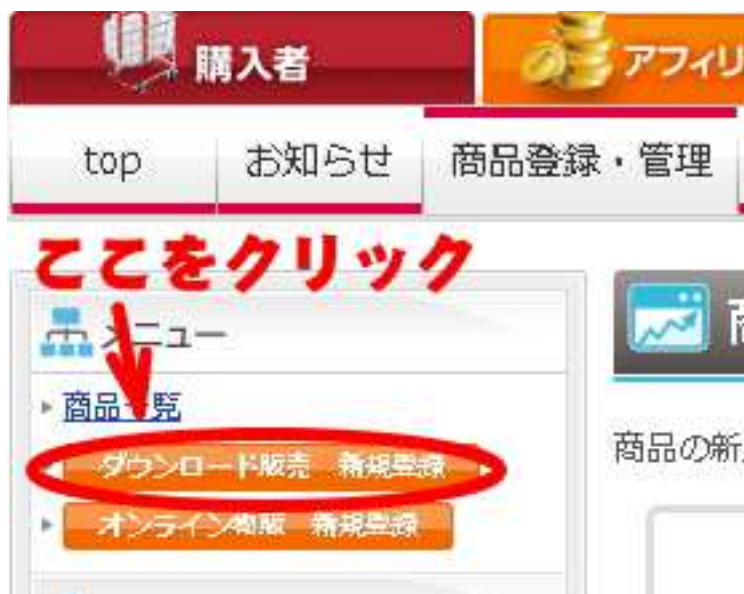 購入者
アフィリ
top
お知らせ
商品登録・管理
ここをクリック
メニュー
商品一覧
ダウンロード販売 新規登録
オンライン物販 新規登録
商品の新